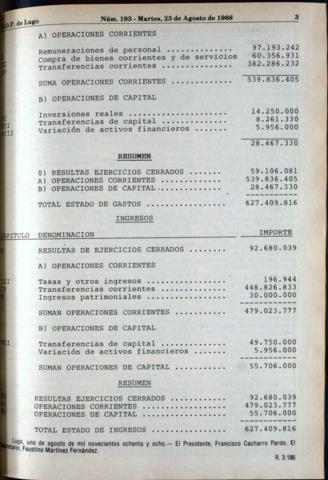 B.O.P. de Lugo Núm. 193 - Martes, 23 de Agosto de 1988 3
A) OPERACIONES CORRIENTES
Remuneraciones de personal .............. 97.193.242
Compra de bienes corrientes y de servicios 60.356.931
Transferencias corrientes ............... 382.286.232
SUMA OPERACIONES CORRIENTES ............. 539.836.405
B) OPERACIONES DE CAPITAL
Inversiones reales ...................... 14.250.000
Transferencias de capital ............... 8.261.330
VIII Variación de activos financieros ....... 5.956.000
28.467.330
RESUMEN
0) RESULTAS EJERCICIOS CERRADOS ...... 59.106.081
A) OPERACIONES CORRIENTES ............ 539.836.405
B) OPERACIONES DE CAPITAL ............ 28.467.330
TOTAL ESTADO DE GASTOS .................. 627.409.816
INGRESOS
CAPITULO DENOMINACION IMPORTE
RESULTAS DE EJERCICIOS CERRADOS ........ 92.680.039
A) OPERACIONES CORRIENTES
Tasas y otros ingresos .................. 196.944
Transferencias corrientes ............... 448.826.833
Ingresos patrimoniales .................. 30.000.000
SUMAN OPERACIONES CORRIENTES ............ 479.023.777
B) OPERACIONES DE CAPITAL
Transferencias de capital ............... 49.750.000
Variación de activos financieros ........ 5.956.000
SUMAN OPERACIONES DE CAPITAL ............ 55.706.000
RESUMEN
RESULTAS EJERCICIOS CERRADOS ............ 92.680.039
OPERACIONES CORRIENTES .................. 479.023.777
OPERACIONES DE CAPITAL .................. 55.706.000
TOTAL ESTADO DE INGRESOS ................ 627.409.816
Lugo, uno de agosto de mil novecientos ochenta y ocho.— El Presidente, Francisco Cacharro Pardo. El
Secretario, Faustino Martínez Fernández.
R. 3.186